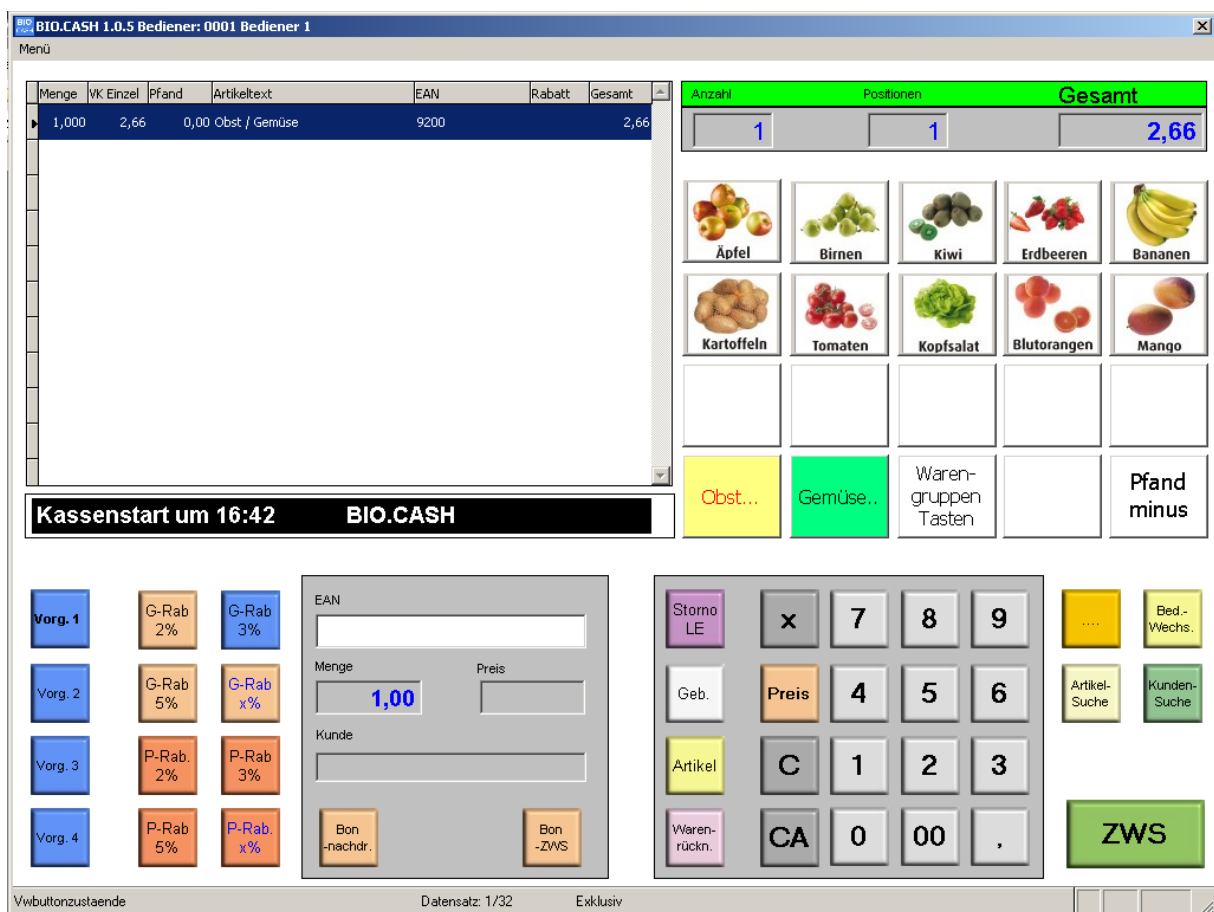 BIO.CASH 1.0.5 Bediener: 0001 Bediener 1
Menü
Menge VK Einzel Pfand Artikeltext EAN Rabatt Gesamt
1,000 2,66 0,00 Obst / Gemüse 9200 2,66
Anzahl Positionen Gesamt
1 1 2,66
Äpfel Birnen Kiwi Erdbeeren Bananen
Kartoffeln Tomaten Kopfsalat Blutorangen Mango
Obst... Gemüse..
Waren-
gruppen
Tasten
Pfand
minus
Kassenstart um 16:42 BIO.CASH
Vorg. 1
G-Rab
2%
G-Rab
3%
Vorg. 2
G-Rab
5%
G-Rab
x%
Vorg. 3
P-Rab.
2%
P-Rab
3%
Vorg. 4
P-Rab
5%
P-Rab.
x%
EAN
Menge Preis
1,00
Kunde
Bon
-nachdr.
Bon
-ZWS
Storno
LE
x 7 8 9
Geb. Preis 4 5 6
Artikel C 1 2 3
Waren-
rückn.
CA 0 00 ,
....
Bed.-
Wechs.
Artikel-
Suche
Kunden-
Suche
ZWS
Vwbuttonzustaende Datensatz: 1/32 Exklusiv